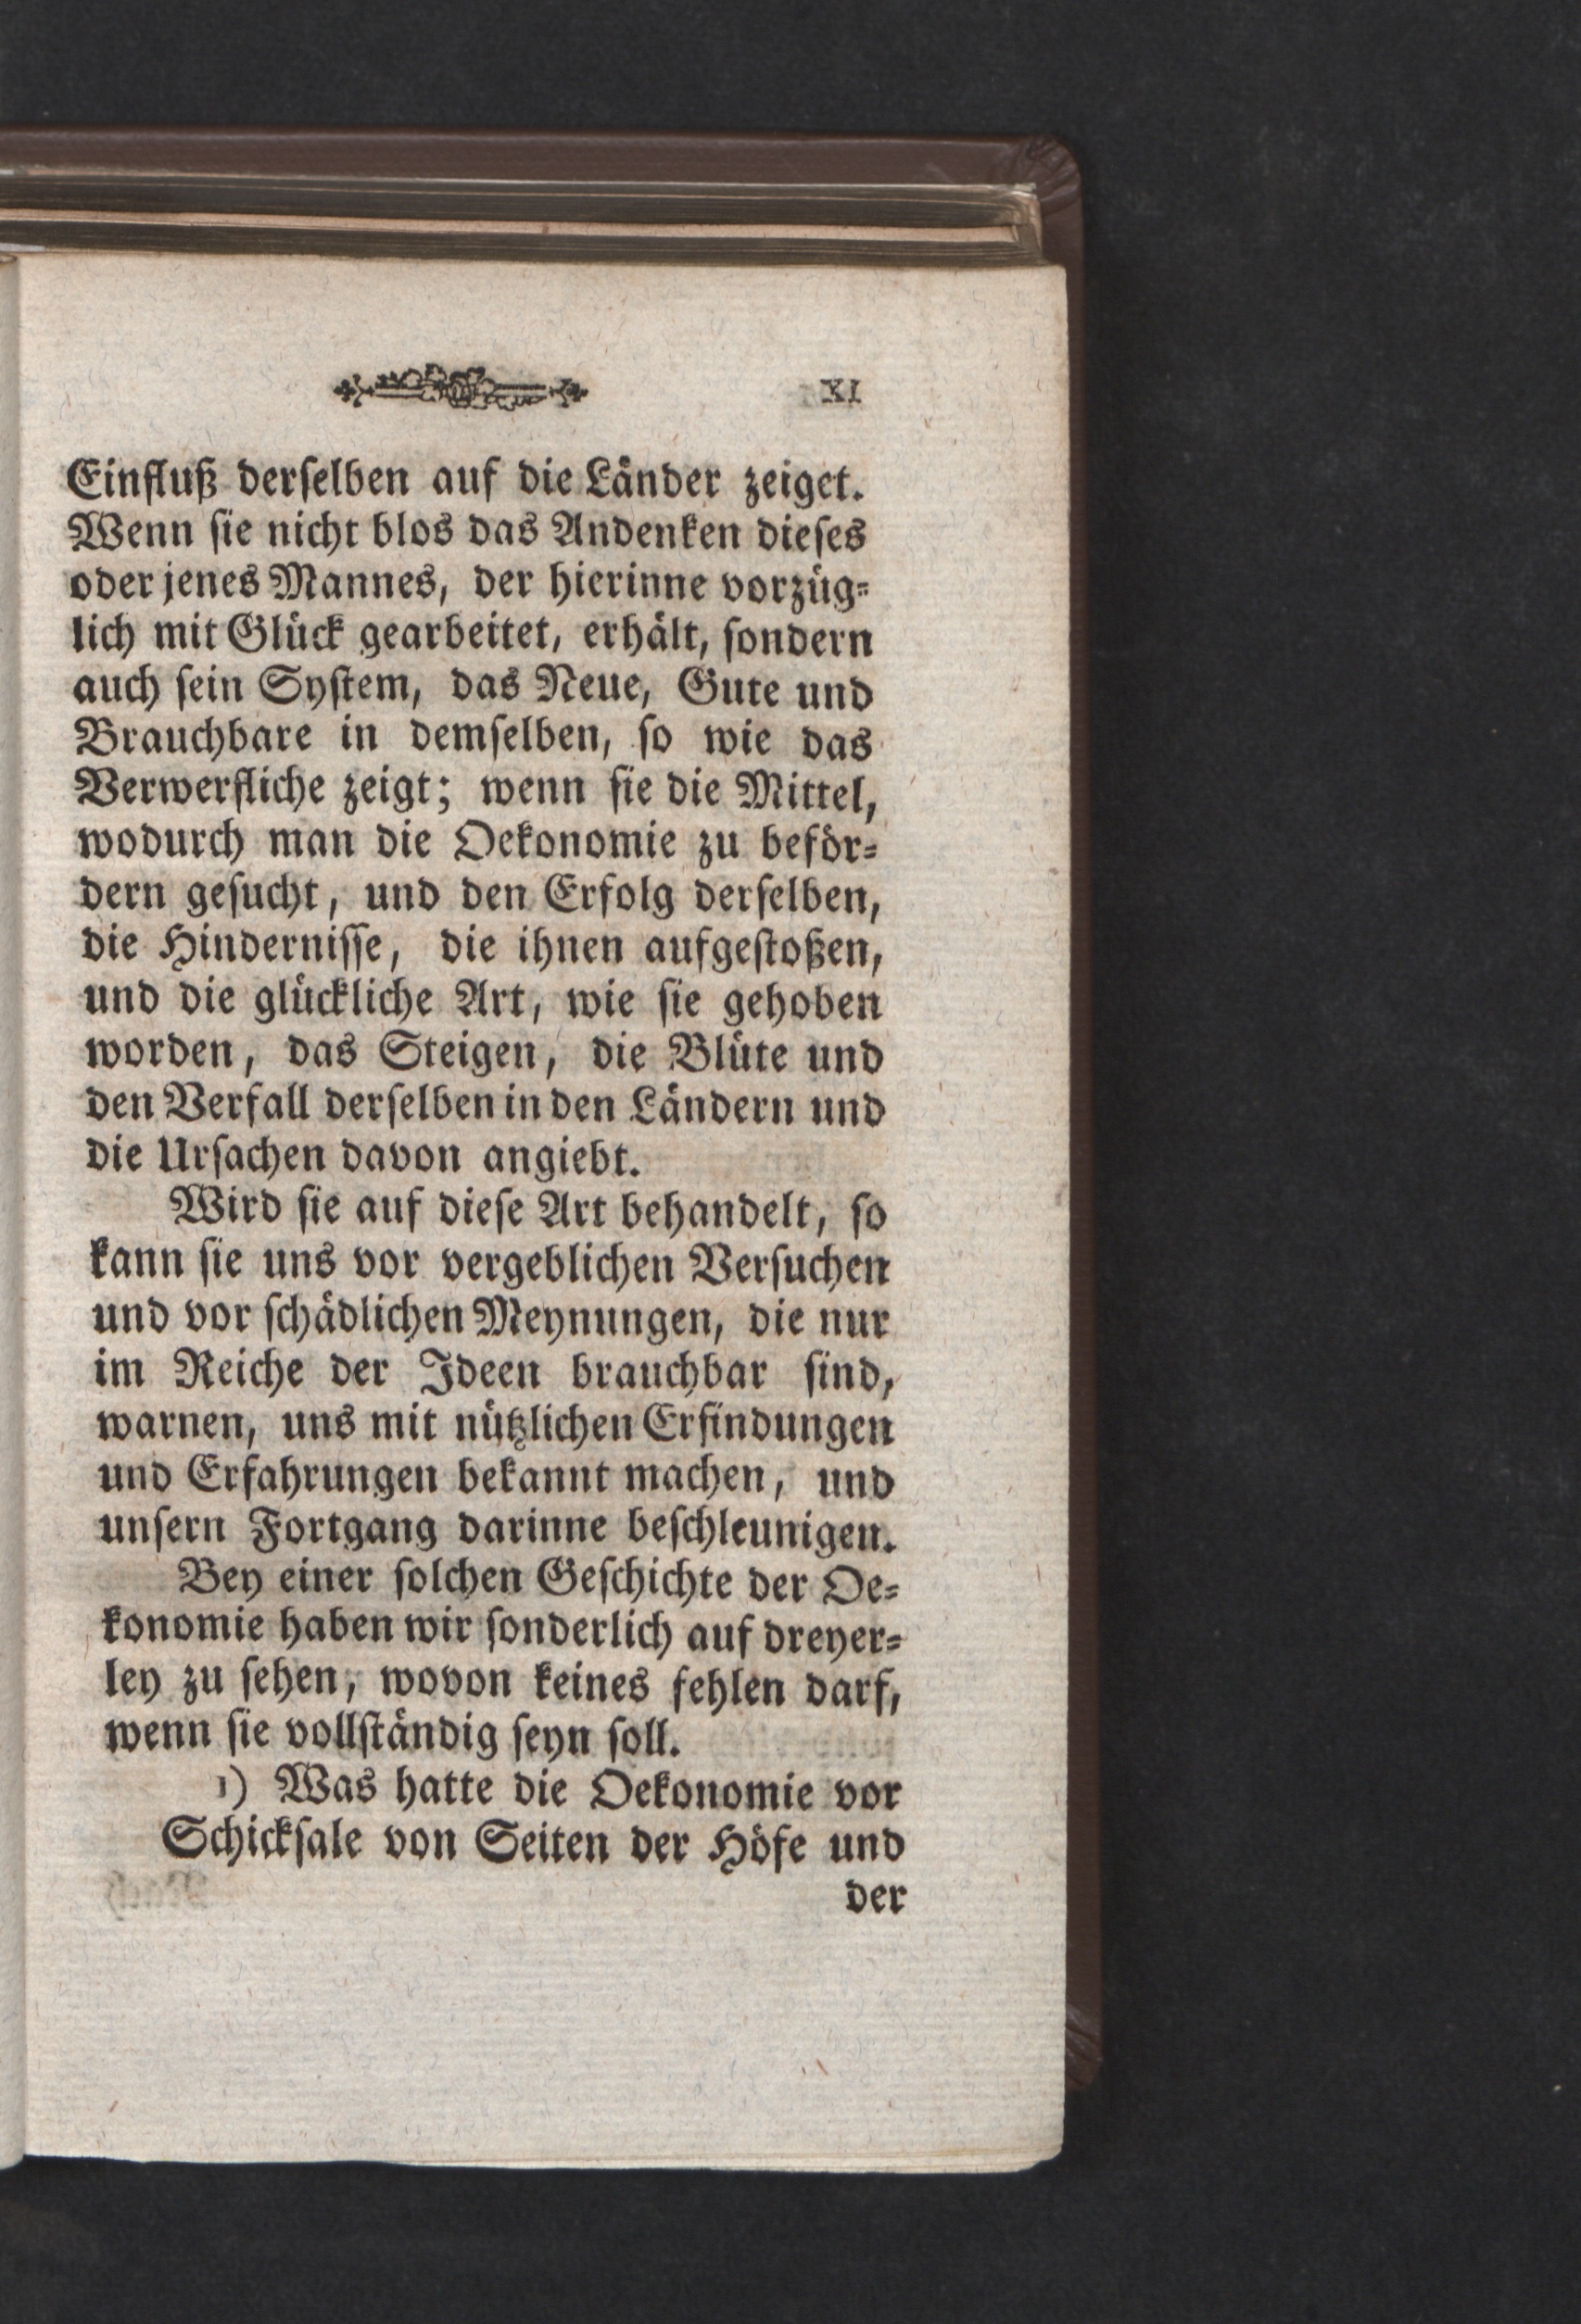 XI
Einfluß derſelben auf die Länder zeiget.
Wenn ſie nicht blos das Andenken dieſes
oder jenes Mannes, der hierinne vorzüg⸗
lich mit Glück gearbeitet, erhält, ſondern
auch ſein Syſtem, das Neue, Gute und
Brauchbare in demſelben, ſo wie das
Verwerfliche zeigt; wenn ſie die Mittel,
wodurch man die Oekonomie zu beför⸗
dern geſucht, und den Erfolg derſelben,
die Hinderniſſe, die ihnen aufgeſtoßen,
und die glückliche Art, wie ſie gehoben
worden, das Steigen, die Blüte und
den Verfall derſelben in den Ländern und
die Urſachen davon angiebt.
Wird ſie auf dieſe Art behandelt, ſo
kann ſie uns vor vergeblichen Verſuchen
und vor ſchädlichen Meynungen, die nur
im Reiche der Ideen brauchbar ſind,
warnen, uns mit nützlichen Erfindungen
und Erfahrungen bekannt machen, und
unſern Fortgang darinne beſchleunigen.
Bey einer ſolchen Geſchichte der Oe⸗
konomie haben wir ſonderlich auf dreyer⸗
ley zu ſehen, wovon keines fehlen darf,
wenn ſie vollſtändig ſeyn ſoll.
1) Was hatte die Oekonomie vor
Schickſale von Seiten der Höfe und
der